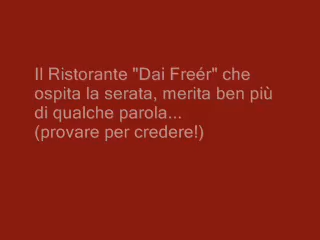 Il Ristorante "Dai Freér" che
ospita la serata, merita ben più
di qualche parola...
(provare per credere!)